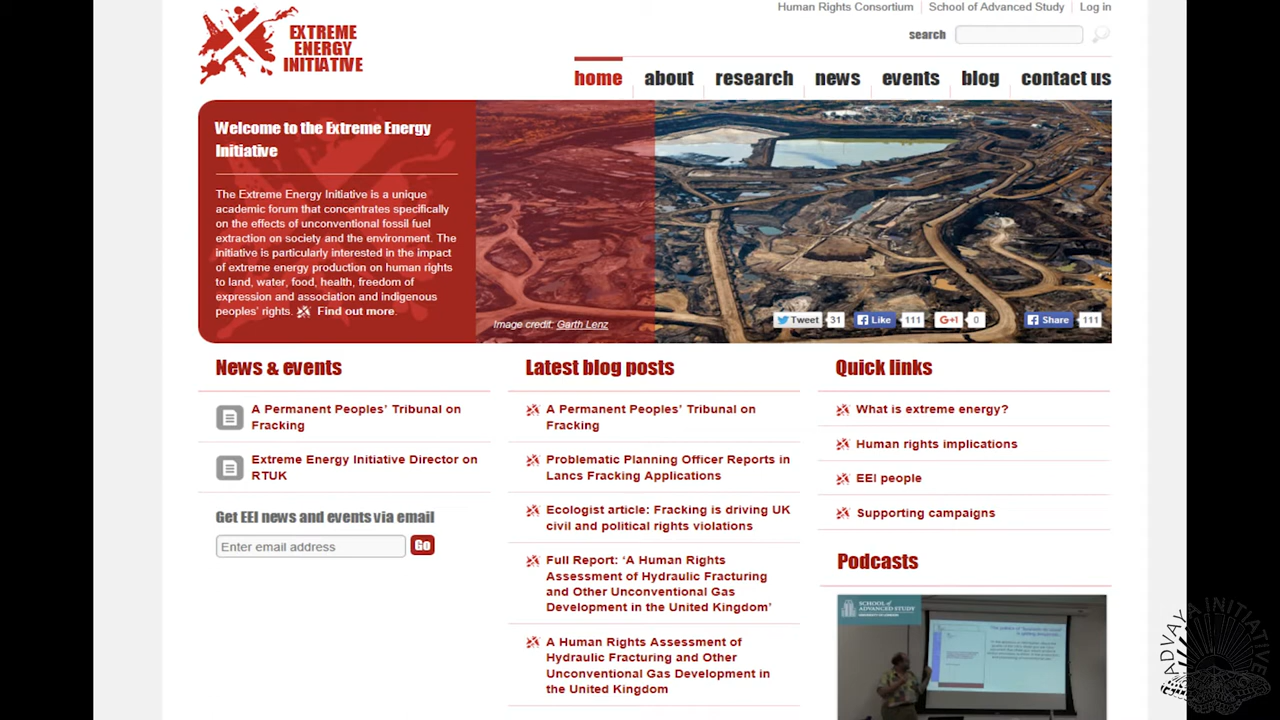 Human Rights Consortium
School of Advanced Study
Log in
EXTREME
ENERGY
INITIATIVE
search
home
about
research
news
events
blog
contact us
Welcome to the Extreme Energy
Initiative
The Extreme Energy Initiative is a unique
academic forum that concentrates specifically
on the effects of unconventional fossil fuel
extraction on society and the environment. The
initiative is particularly interested in the impact
of extreme energy production on human rights
to land, water, food, health, freedom of
expression and association and indigenous
peoples' rights. Find out more.
Image credit: Garth Lenz
Tweet 31
Like 111
G+1 0
Share 111
News & events
A Permanent Peoples' Tribunal on
Fracking
Extreme Energy Initiative Director on
RTUK
Get EEI news and events via email
Enter email address
Go
Latest blog posts
A Permanent Peoples' Tribunal on
Fracking
Problematic Planning Officer Reports in
Lancs Fracking Applications
Ecologist article: Fracking is driving UK
civil and political rights violations
Full Report: 'A Human Rights
Assessment of Hydraulic Fracturing
and Other Unconventional Gas
Development in the United Kingdom'
A Human Rights Assessment of
Hydraulic Fracturing and Other
Unconventional Gas Development in
the United Kingdom
Quick links
What is extreme energy?
Human rights implications
EEI people
Supporting campaigns
Podcasts
SCHOOL of
ADVANCED STUDY
UNIVERSITY OF LONDON
ADVAYA INITIATIVE